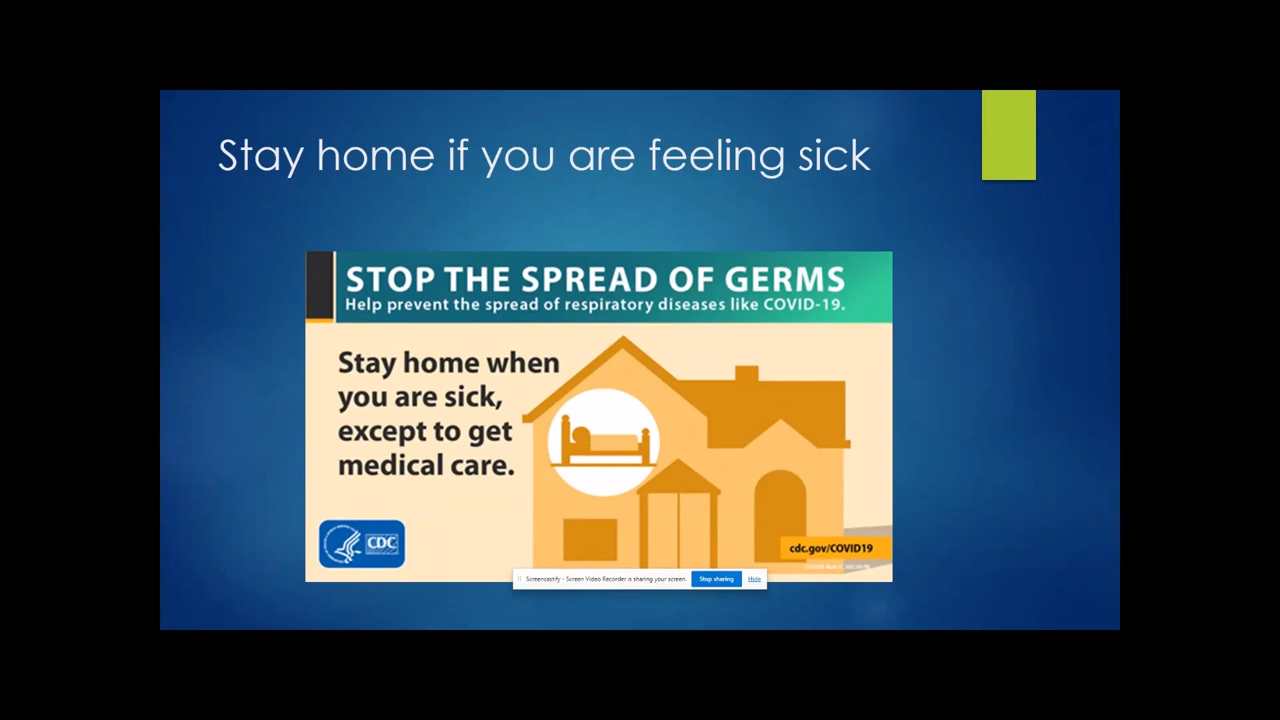 Stay home if you are feeling sick
STOP THE SPREAD OF GERMS
Help prevent the spread of respiratory diseases like COVID-19.
Stay home when
you are sick,
except to get
medical care.
CDC
cdc.gov/COVID19
Screencastify - Screen Video Recorder is sharing your screen.
Stop sharing
Hide